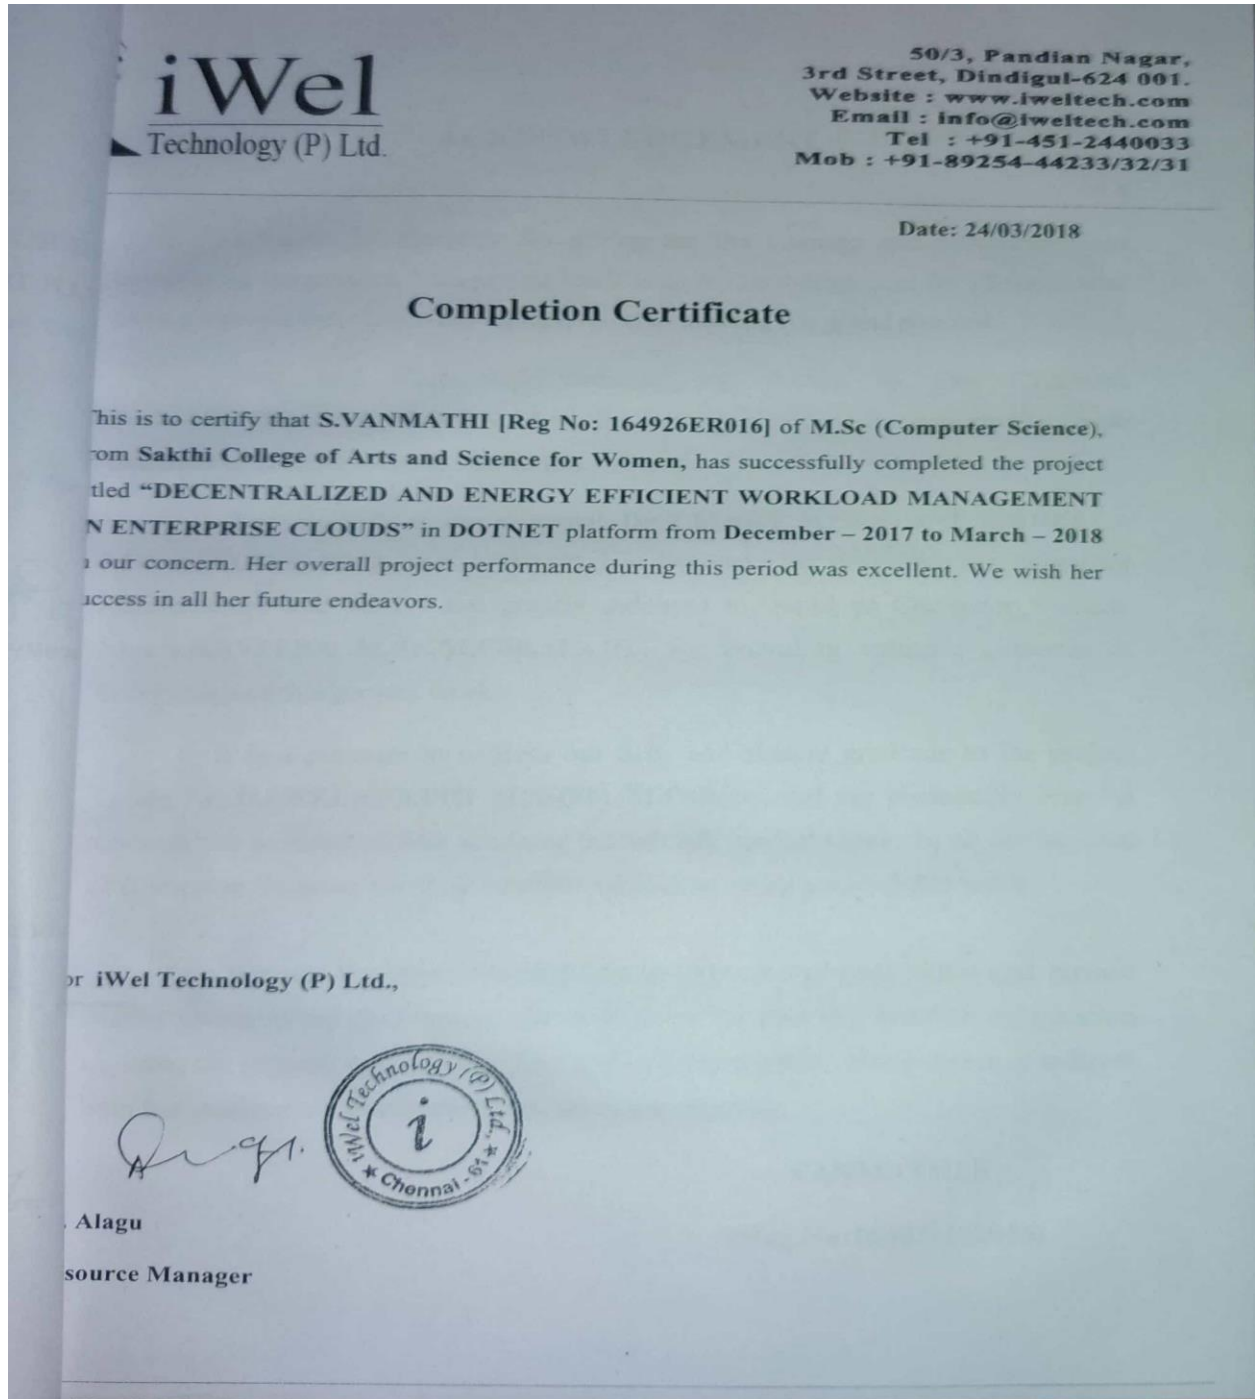 iWel
Technology (P) Ltd.
50/3, Pandian Nagar,
3rd Street, Dindigul-624 001.
Website : www.iweltech.com
Email : info@iweltech.com
Tel : +91-451-2440033
Mob : +91-89254-44233/32/31
Date: 24/03/2018
Completion Certificate
his is to certify that S.VANMATHI [Reg No: 164926ER016] of M.Sc (Computer Science),
rom Sakthi College of Arts and Science for Women, has successfully completed the project
tled “DECENTRALIZED AND ENERGY EFFICIENT WORKLOAD MANAGEMENT
N ENTERPRISE CLOUDS” in DOTNET platform from December – 2017 to March – 2018
our concern. Her overall project performance during this period was excellent. We wish her
uccess in all her future endeavors.
or iWel Technology (P) Ltd.,
iWel Technology (P) Ltd.,
i
★ Chennai - 61 ★
. Alagu
source Manager